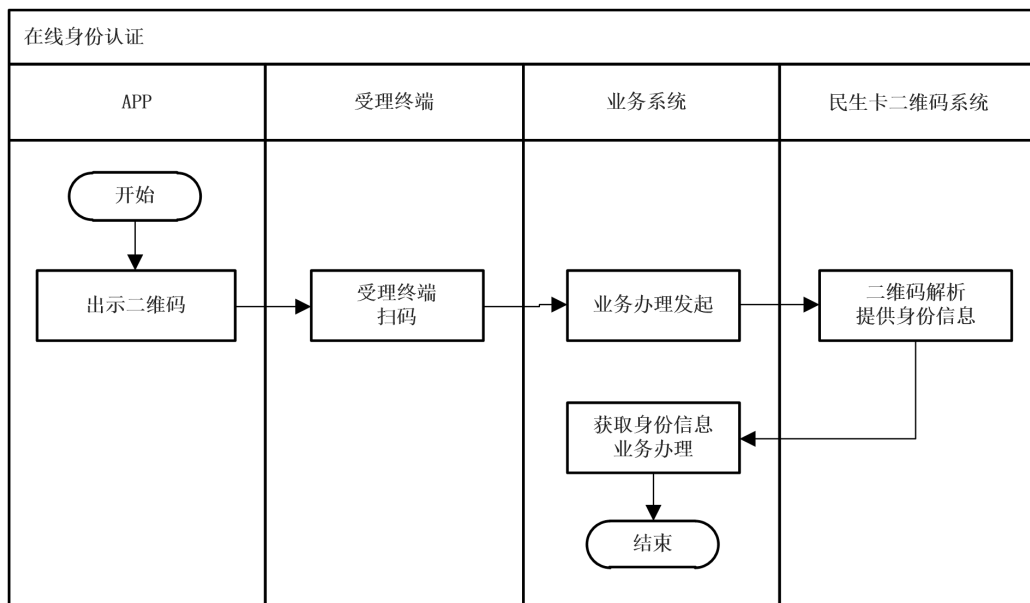 在线身份认证
APP
受理终端
业务系统
民生卡二维码系统
开始
出示二维码
受理终端
扫码
业务办理发起
二维码解析
提供身份信息
获取身份信息
业务办理
结束